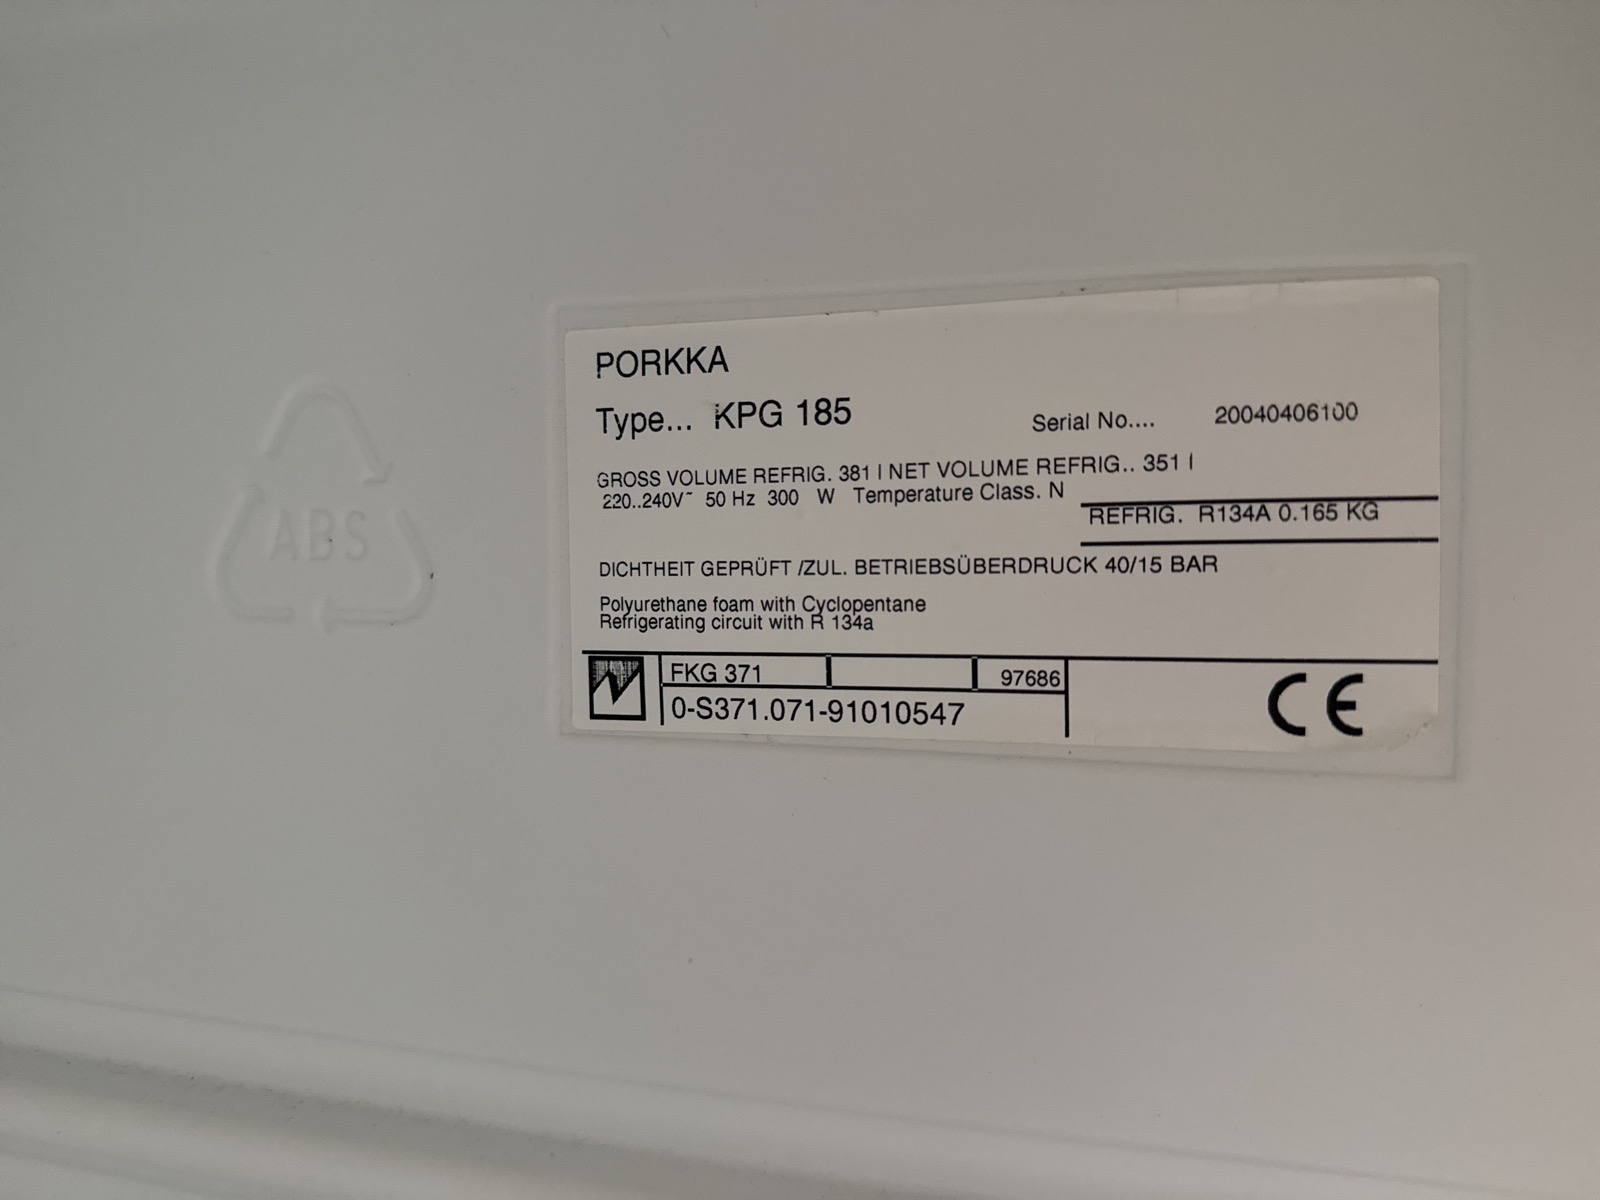 PORKKA
Type... KPG 185 Serial No.... 20040406100
GROSS VOLUME REFRIG. 381 l NET VOLUME REFRIG.. 351 l
220..240V~ 50 Hz 300 W Temperature Class. N
REFRIG. R134A 0.165 KG
DICHTHEIT GEPRÜFT /ZUL. BETRIEBSÜBERDRUCK 40/15 BAR
Polyurethane foam with Cyclopentane
Refrigerating circuit with R 134a
FKG 371 97686
0-S371.071-91010547
CE
ABS